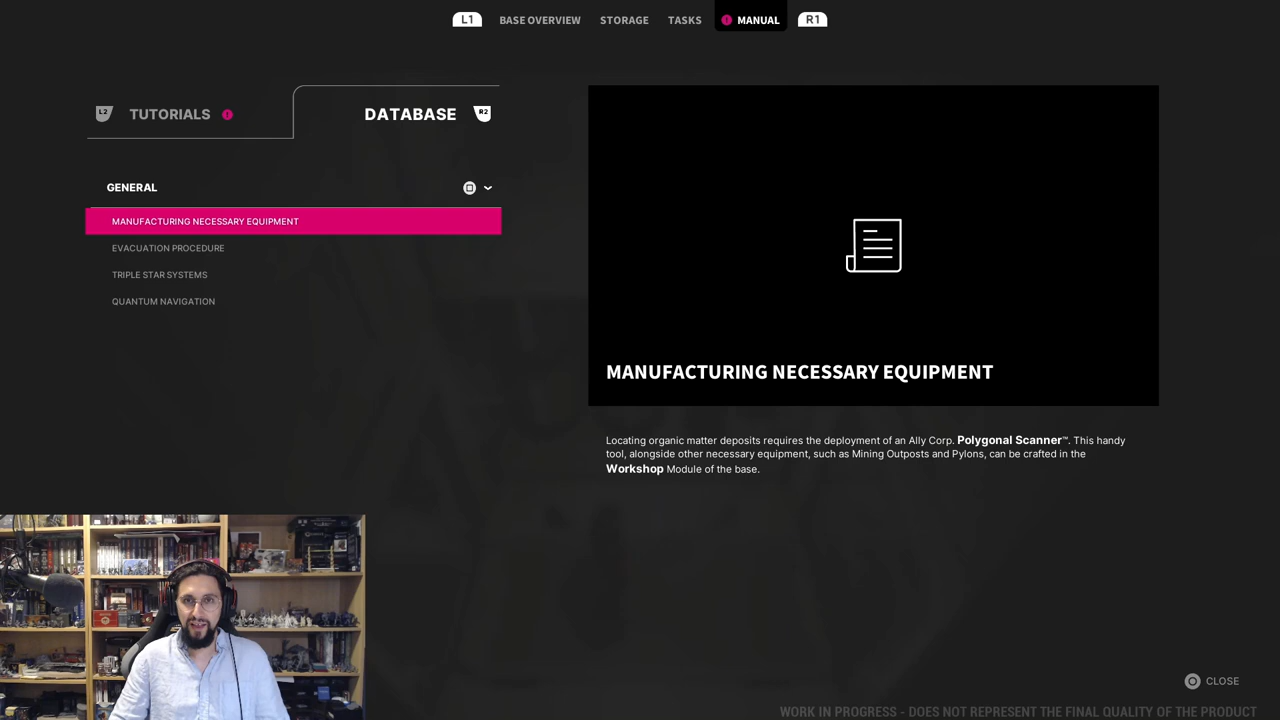 L1 BASE OVERVIEW STORAGE TASKS MANUAL R1
L2 TUTORIALS DATABASE R2
GENERAL
MANUFACTURING NECESSARY EQUIPMENT
EVACUATION PROCEDURE
TRIPLE STAR SYSTEMS
QUANTUM NAVIGATION
MANUFACTURING NECESSARY EQUIPMENT
Locating organic matter deposits requires the deployment of an Ally Corp. Polygonal Scanner™. This handy
tool, alongside other necessary equipment, such as Mining Outposts and Pylons, can be crafted in the
Workshop Module of the base.
CLOSE
WORK IN PROGRESS - DOES NOT REPRESENT THE FINAL QUALITY OF THE PRODUCT